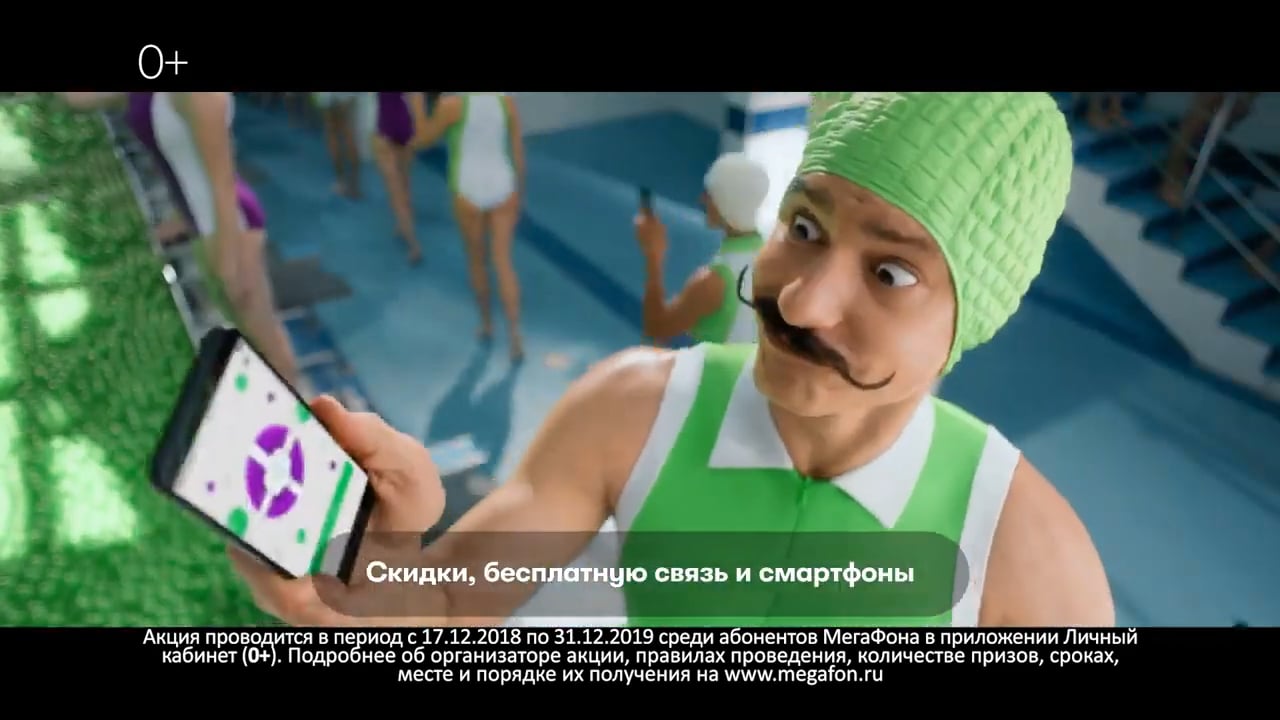 0+
Скидки, бесплатную связь и смартфоны
Акция проводится в период с 17.12.2018 по 31.12.2019 среди абонентов МегаФона в приложении Личный
кабинет (0+). Подробнее об организаторе акции, правилах проведения, количестве призов, сроках,
месте и порядке их получения на www.megafon.ru